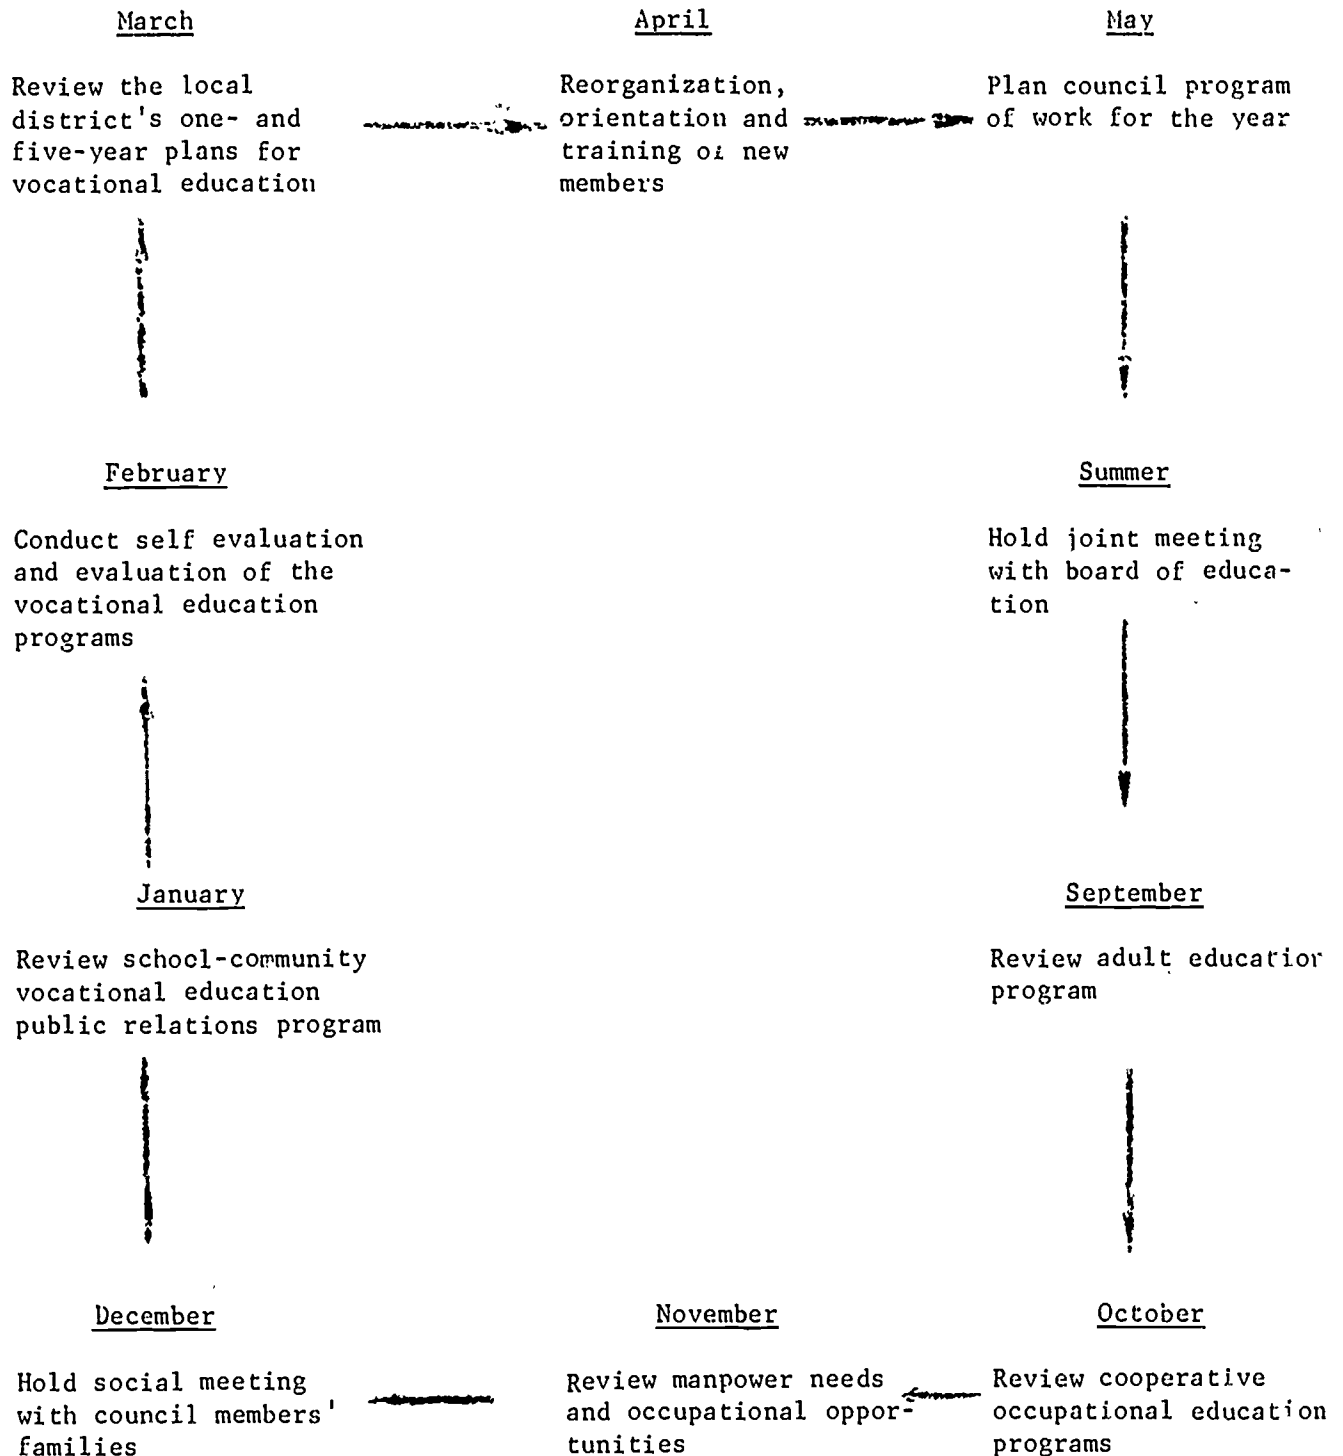 March
Review the local
district's one- and
five-year plans for
vocational education
April
Reorganization,
orientation and
training of new
members
May
Plan council program
of work for the year
February
Conduct self evaluation
and evaluation of the
vocational education
programs
Summer
Hold joint meeting
with board of educa-
tion
January
Review school-community
vocational education
public relations program
September
Review adult education
program
December
Hold social meeting
with council members'
families
November
Review manpower needs
and occupational oppor-
tunities
October
Review cooperative
occupational education
programs